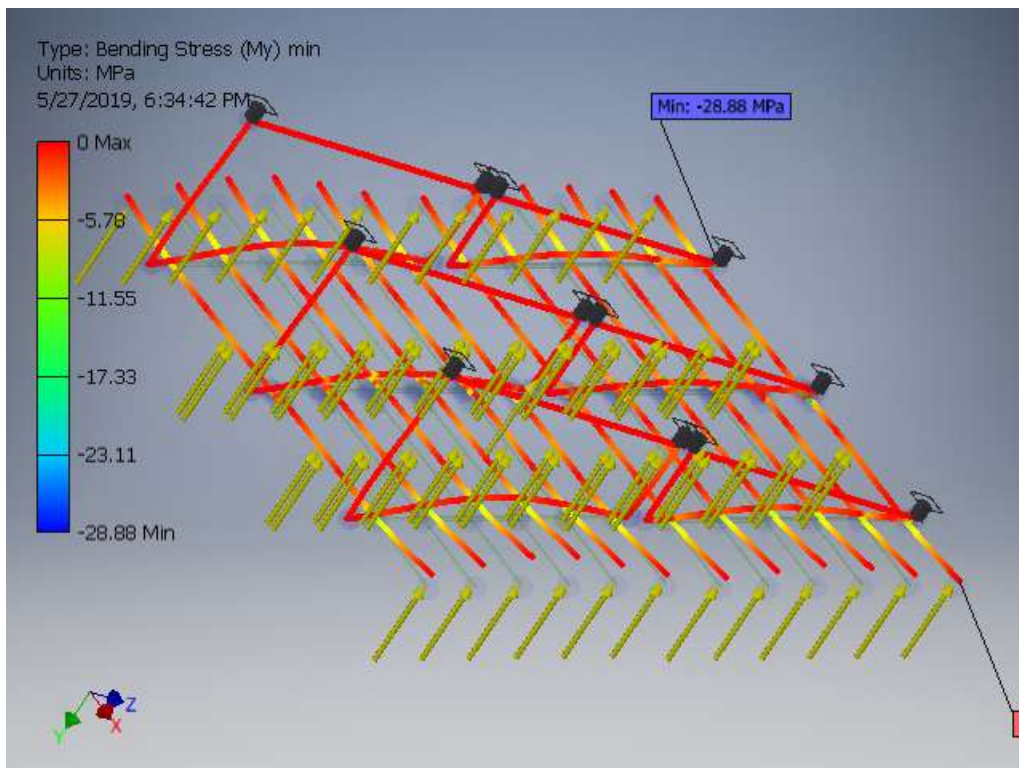 Type: Bending Stress (My) min
Units: MPa
5/27/2019, 6:34:42 PM
Min: -28.88 MPa
0 Max
-5.78
-11.55
-17.33
-23.11
-28.88 Min
Z
X
Y